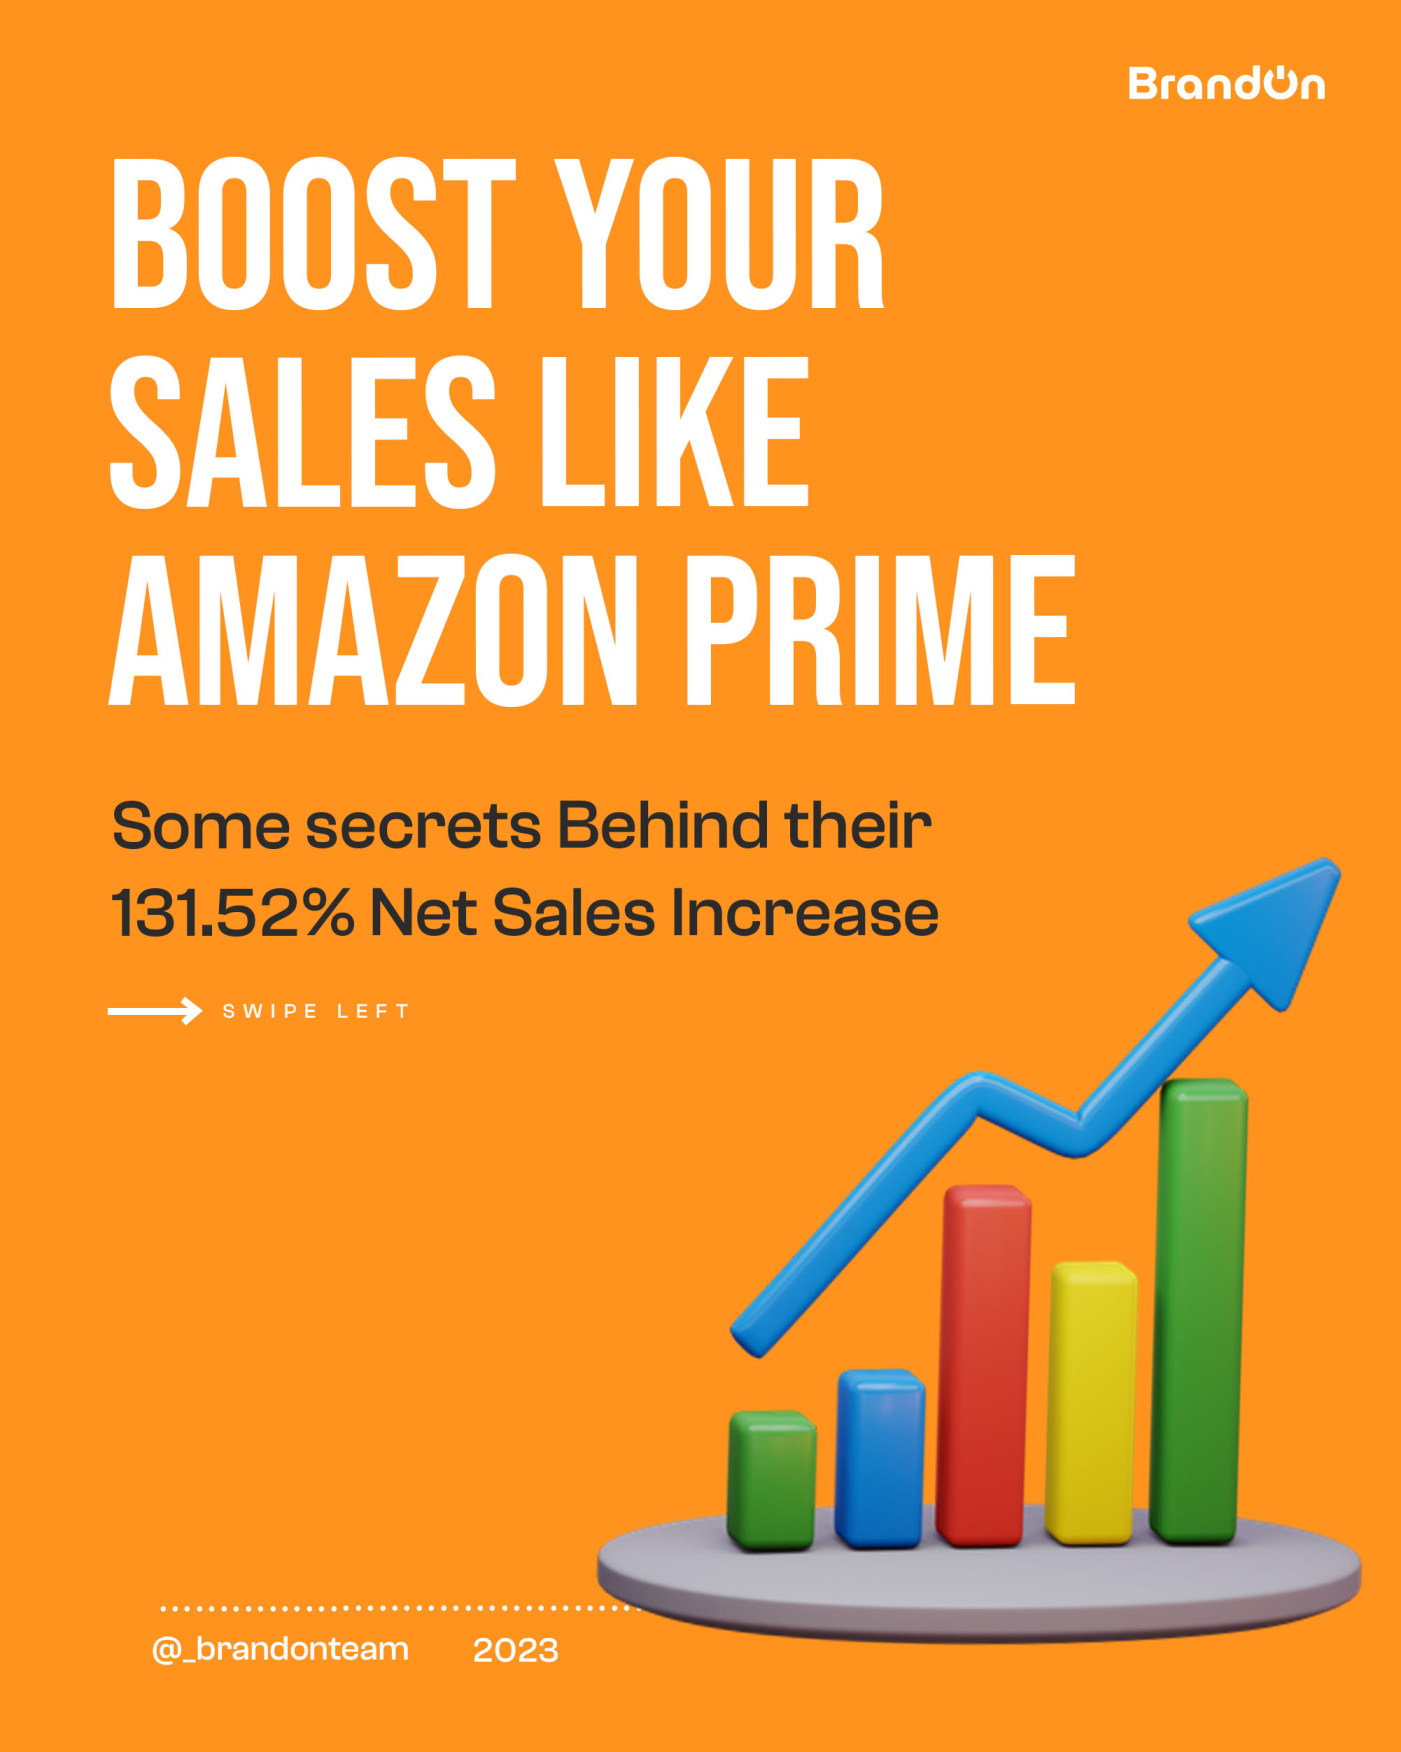 BrandOn
BOOST YOUR
SALES LIKE
AMAZON PRIME
Some secrets Behind their
131.52% Net Sales Increase
SWIPE LEFT
@_brandonteam 2023